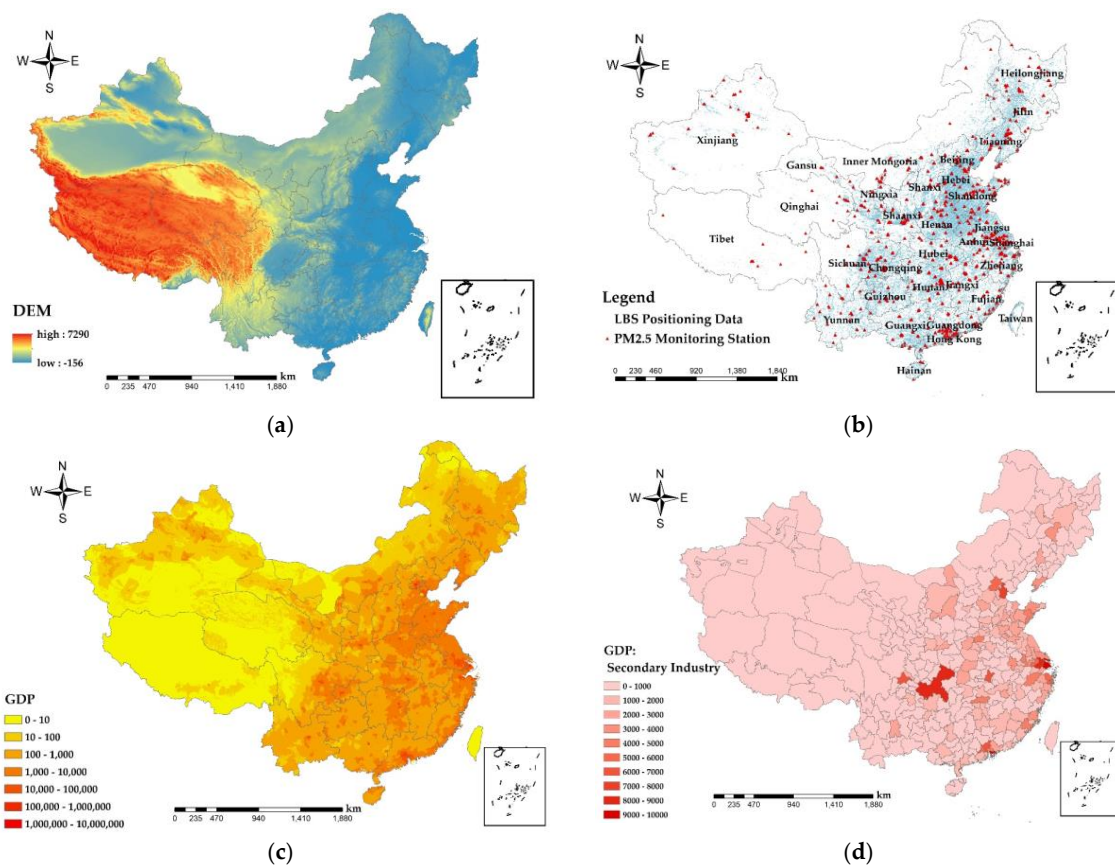 N
W E
S
DEM
high : 7290
low : -156
km
0 235 470 940 1,410 1,880
(a)
N
W E
S
Heilongjiang
Jilin
Liaoning
Xinjiang
Gansu
Inner Mongoria
Beijing
Hebei
Shanxi
Ningxia
Shandong
Qinghai
Shaanxi
Henan
Jiangsu
Anhui
Shanghai
Tibet
Hubei
Sichuan
Chongqing
Zhejiang
Hunan
Jiangxi
Guizhou
Fujian
Yunnan
Guangxi
Guangdong
Taiwan
Hong Kong
Hainan
Legend
LBS Positioning Data
PM2.5 Monitoring Station
km
0 230 460 920 1,380 1,840
(b)
N
W E
S
GDP
0 - 10
10 - 100
100 - 1,000
1,000 - 10,000
10,000 - 100,000
100,000 - 1,000,000
1,000,000 - 10,000,000
km
0 235 470 940 1,410 1,880
(c)
N
W E
S
GDP:
Secondary Industry
0 - 1000
1000 - 2000
2000 - 3000
3000 - 4000
4000 - 5000
5000 - 6000
6000 - 7000
7000 - 8000
8000 - 9000
9000 - 10000
km
0 235 470 940 1,410 1,880
(d)